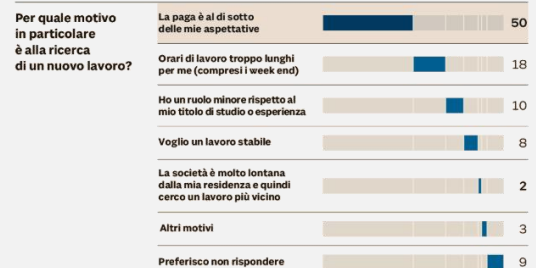 Per quale motivo
in particolare
è alla ricerca
di un nuovo lavoro?
La paga è al di sotto
delle mie aspettative
50
Orari di lavoro troppo lunghi
per me (compresi i week end)
18
Ho un ruolo minore rispetto al
mio titolo di studio o esperienza
10
Voglio un lavoro stabile
8
La società è molto lontana
dalla mia residenza e quindi
cerco un lavoro più vicino
2
Altri motivi
3
Preferisco non rispondere
9